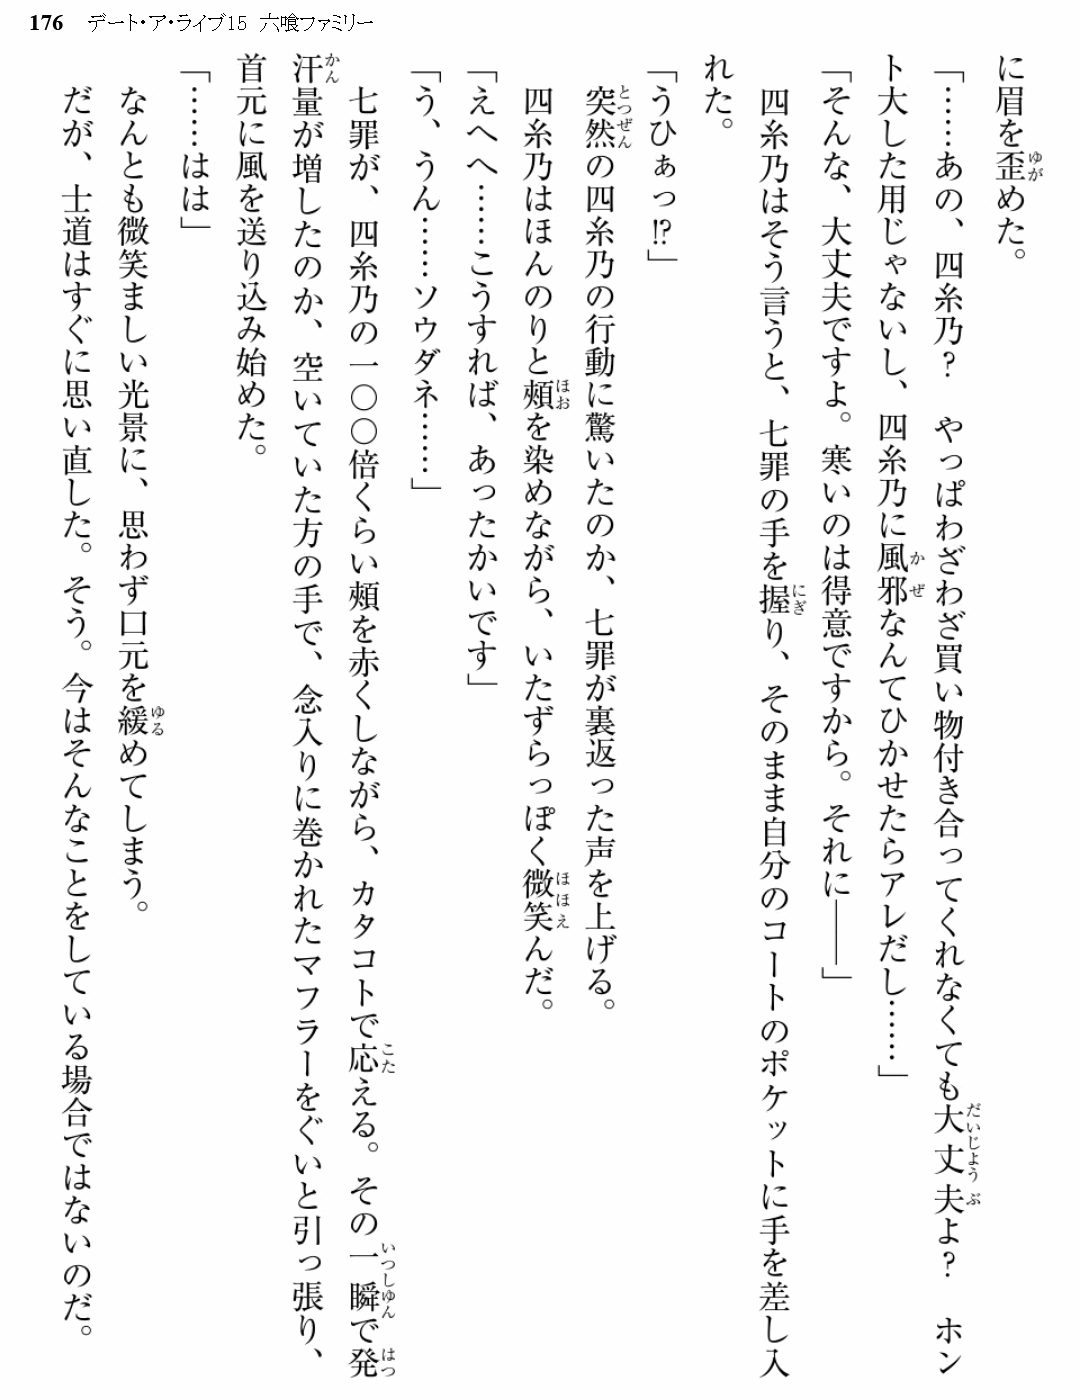 176 デート・ア・ライブ15 六喰ファミリー
に眉を歪めた。
「……あの、四糸乃？　やっぱわざわざ買い物付き合ってくれなくても大丈夫よ？　ホン
ト大した用じゃないし、四糸乃に風邪なんてひかせたらアレだし……」
「そんな、大丈夫ですよ。寒いのは得意ですから。それに――」
　四糸乃はそう言うと、七罪の手を握り、そのまま自分のコートのポケットに手を差し入
れた。
「うひぁっ!?」
　突然の四糸乃の行動に驚いたのか、七罪が裏返った声を上げる。
　四糸乃はほんのりと頰を染めながら、いたずらっぽく微笑んだ。
「えへへ……こうすれば、あったかいです」
「う、うん……ソウダネ……」
　七罪が、四糸乃の一〇〇倍くらい頰を赤くしながら、カタコトで応える。その一瞬で発
汗量が増したのか、空いていた方の手で、念入りに巻かれたマフラーをぐいと引っ張り、
首元に風を送り込み始めた。
「……はは」
　なんとも微笑ましい光景に、思わず口元を緩めてしまう。
　だが、士道はすぐに思い直した。そう。今はそんなことをしている場合ではないのだ。